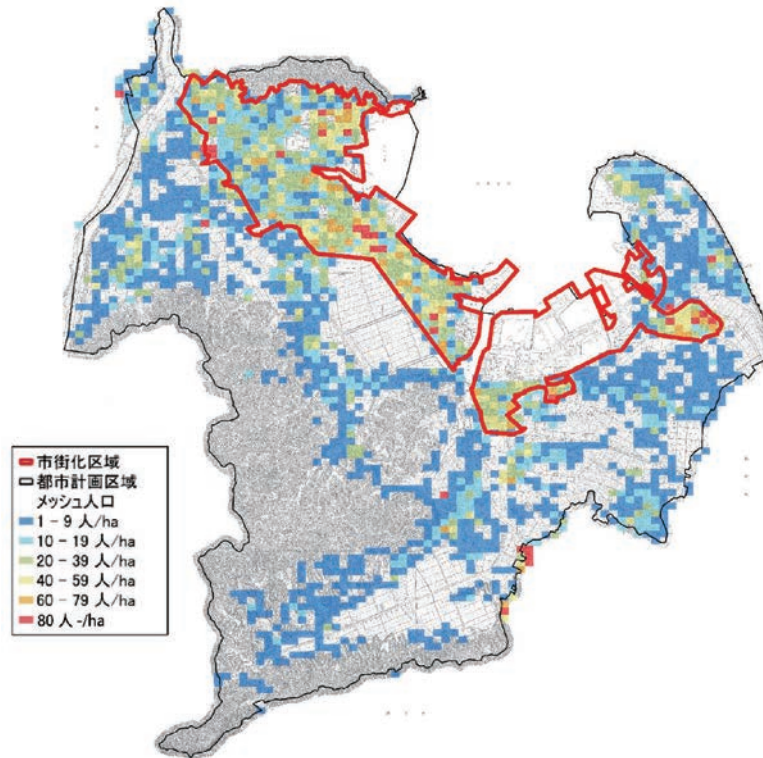 市街化区域
都市計画区域
メッシュ人口
1 - 9 人/ha
10 - 19 人/ha
20 - 39 人/ha
40 - 59 人/ha
60 - 79 人/ha
80 人 -/ha